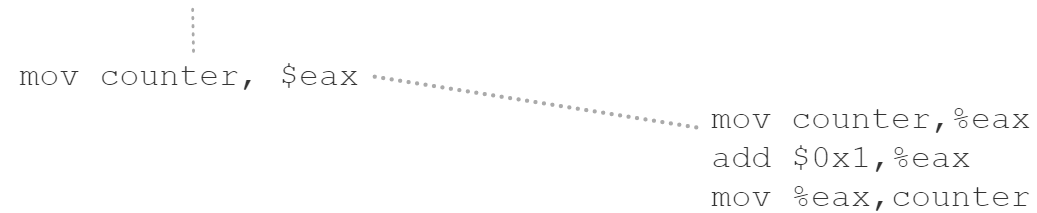 mov counter, $eax
mov counter,%eax
add $0x1,%eax
mov %eax,counter